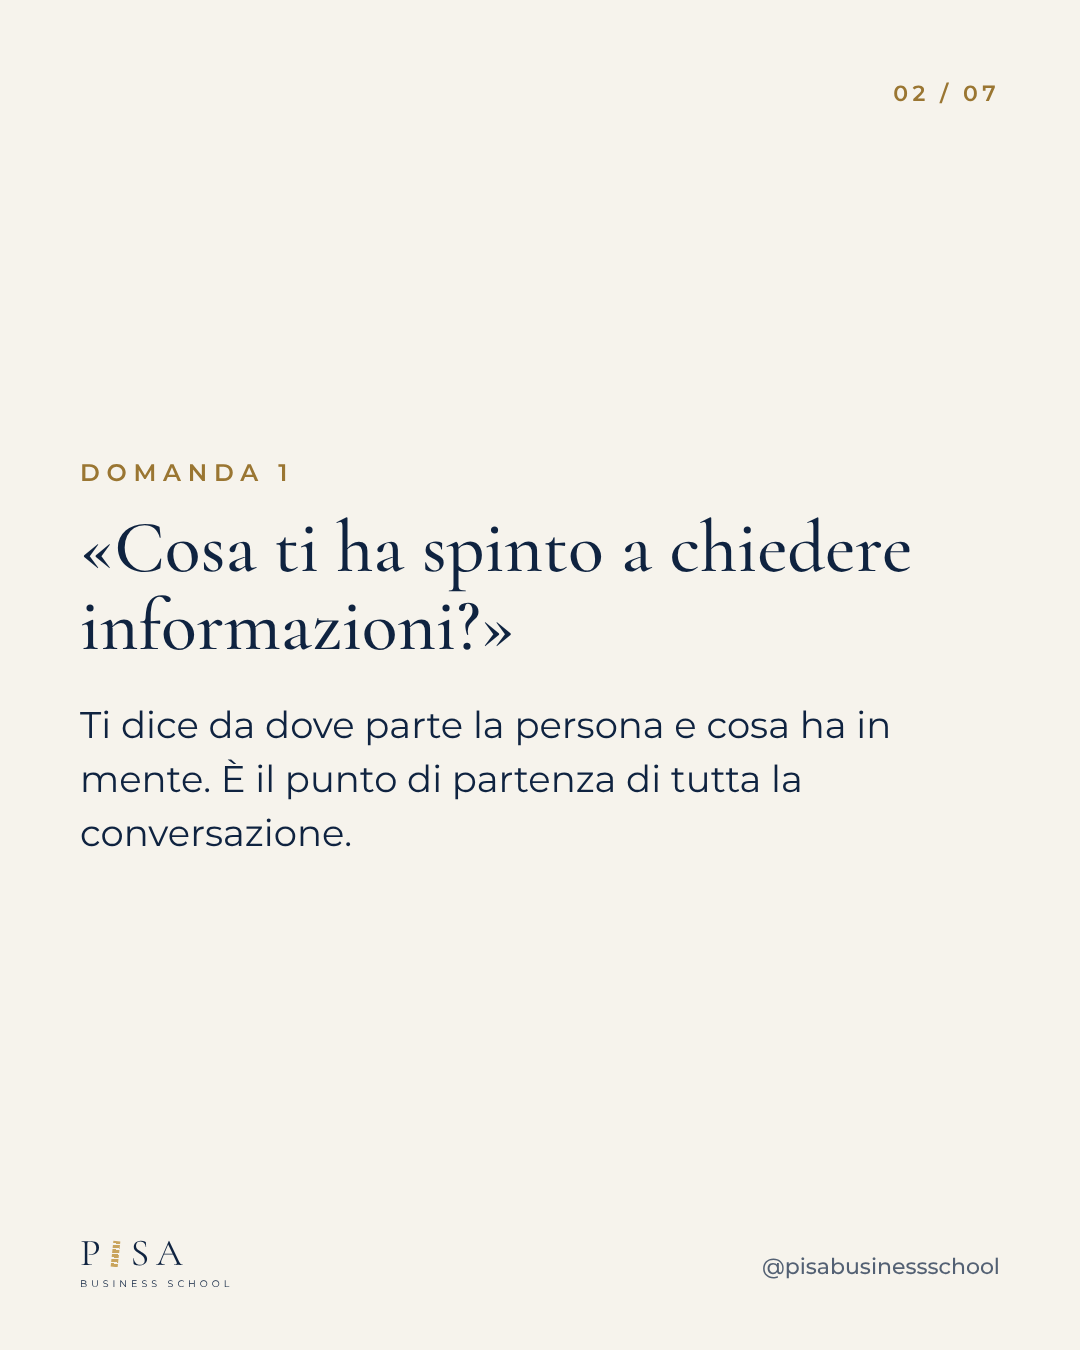 02 / 07
DOMANDA 1
«Cosa ti ha spinto a chiedere
informazioni?»
Ti dice da dove parte la persona e cosa ha in
mente. È il punto di partenza di tutta la
conversazione.
PISA
BUSINESS SCHOOL
@pisabusinessschool